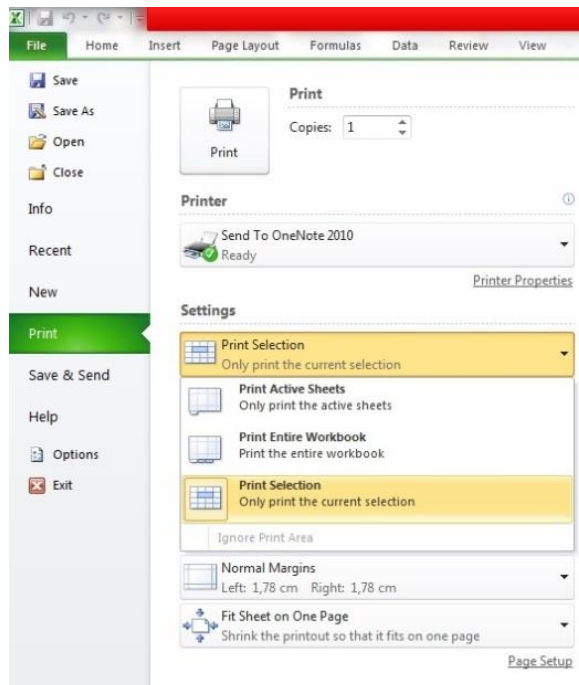 File Home Insert Page Layout Formulas Data Review View
Save
Save As
Open
Close
Info
Recent
New
Print
Save & Send
Help
Options
Exit
Print
Print
Copies: 1
Printer
Send To OneNote 2010
Ready
Printer Properties
Settings
Print Selection
Only print the current selection
Print Active Sheets
Only print the active sheets
Print Entire Workbook
Print the entire workbook
Print Selection
Only print the current selection
Ignore Print Area
Normal Margins
Left: 1,78 cm Right: 1,78 cm
Fit Sheet on One Page
Shrink the printout so that it fits on one page
Page Setup